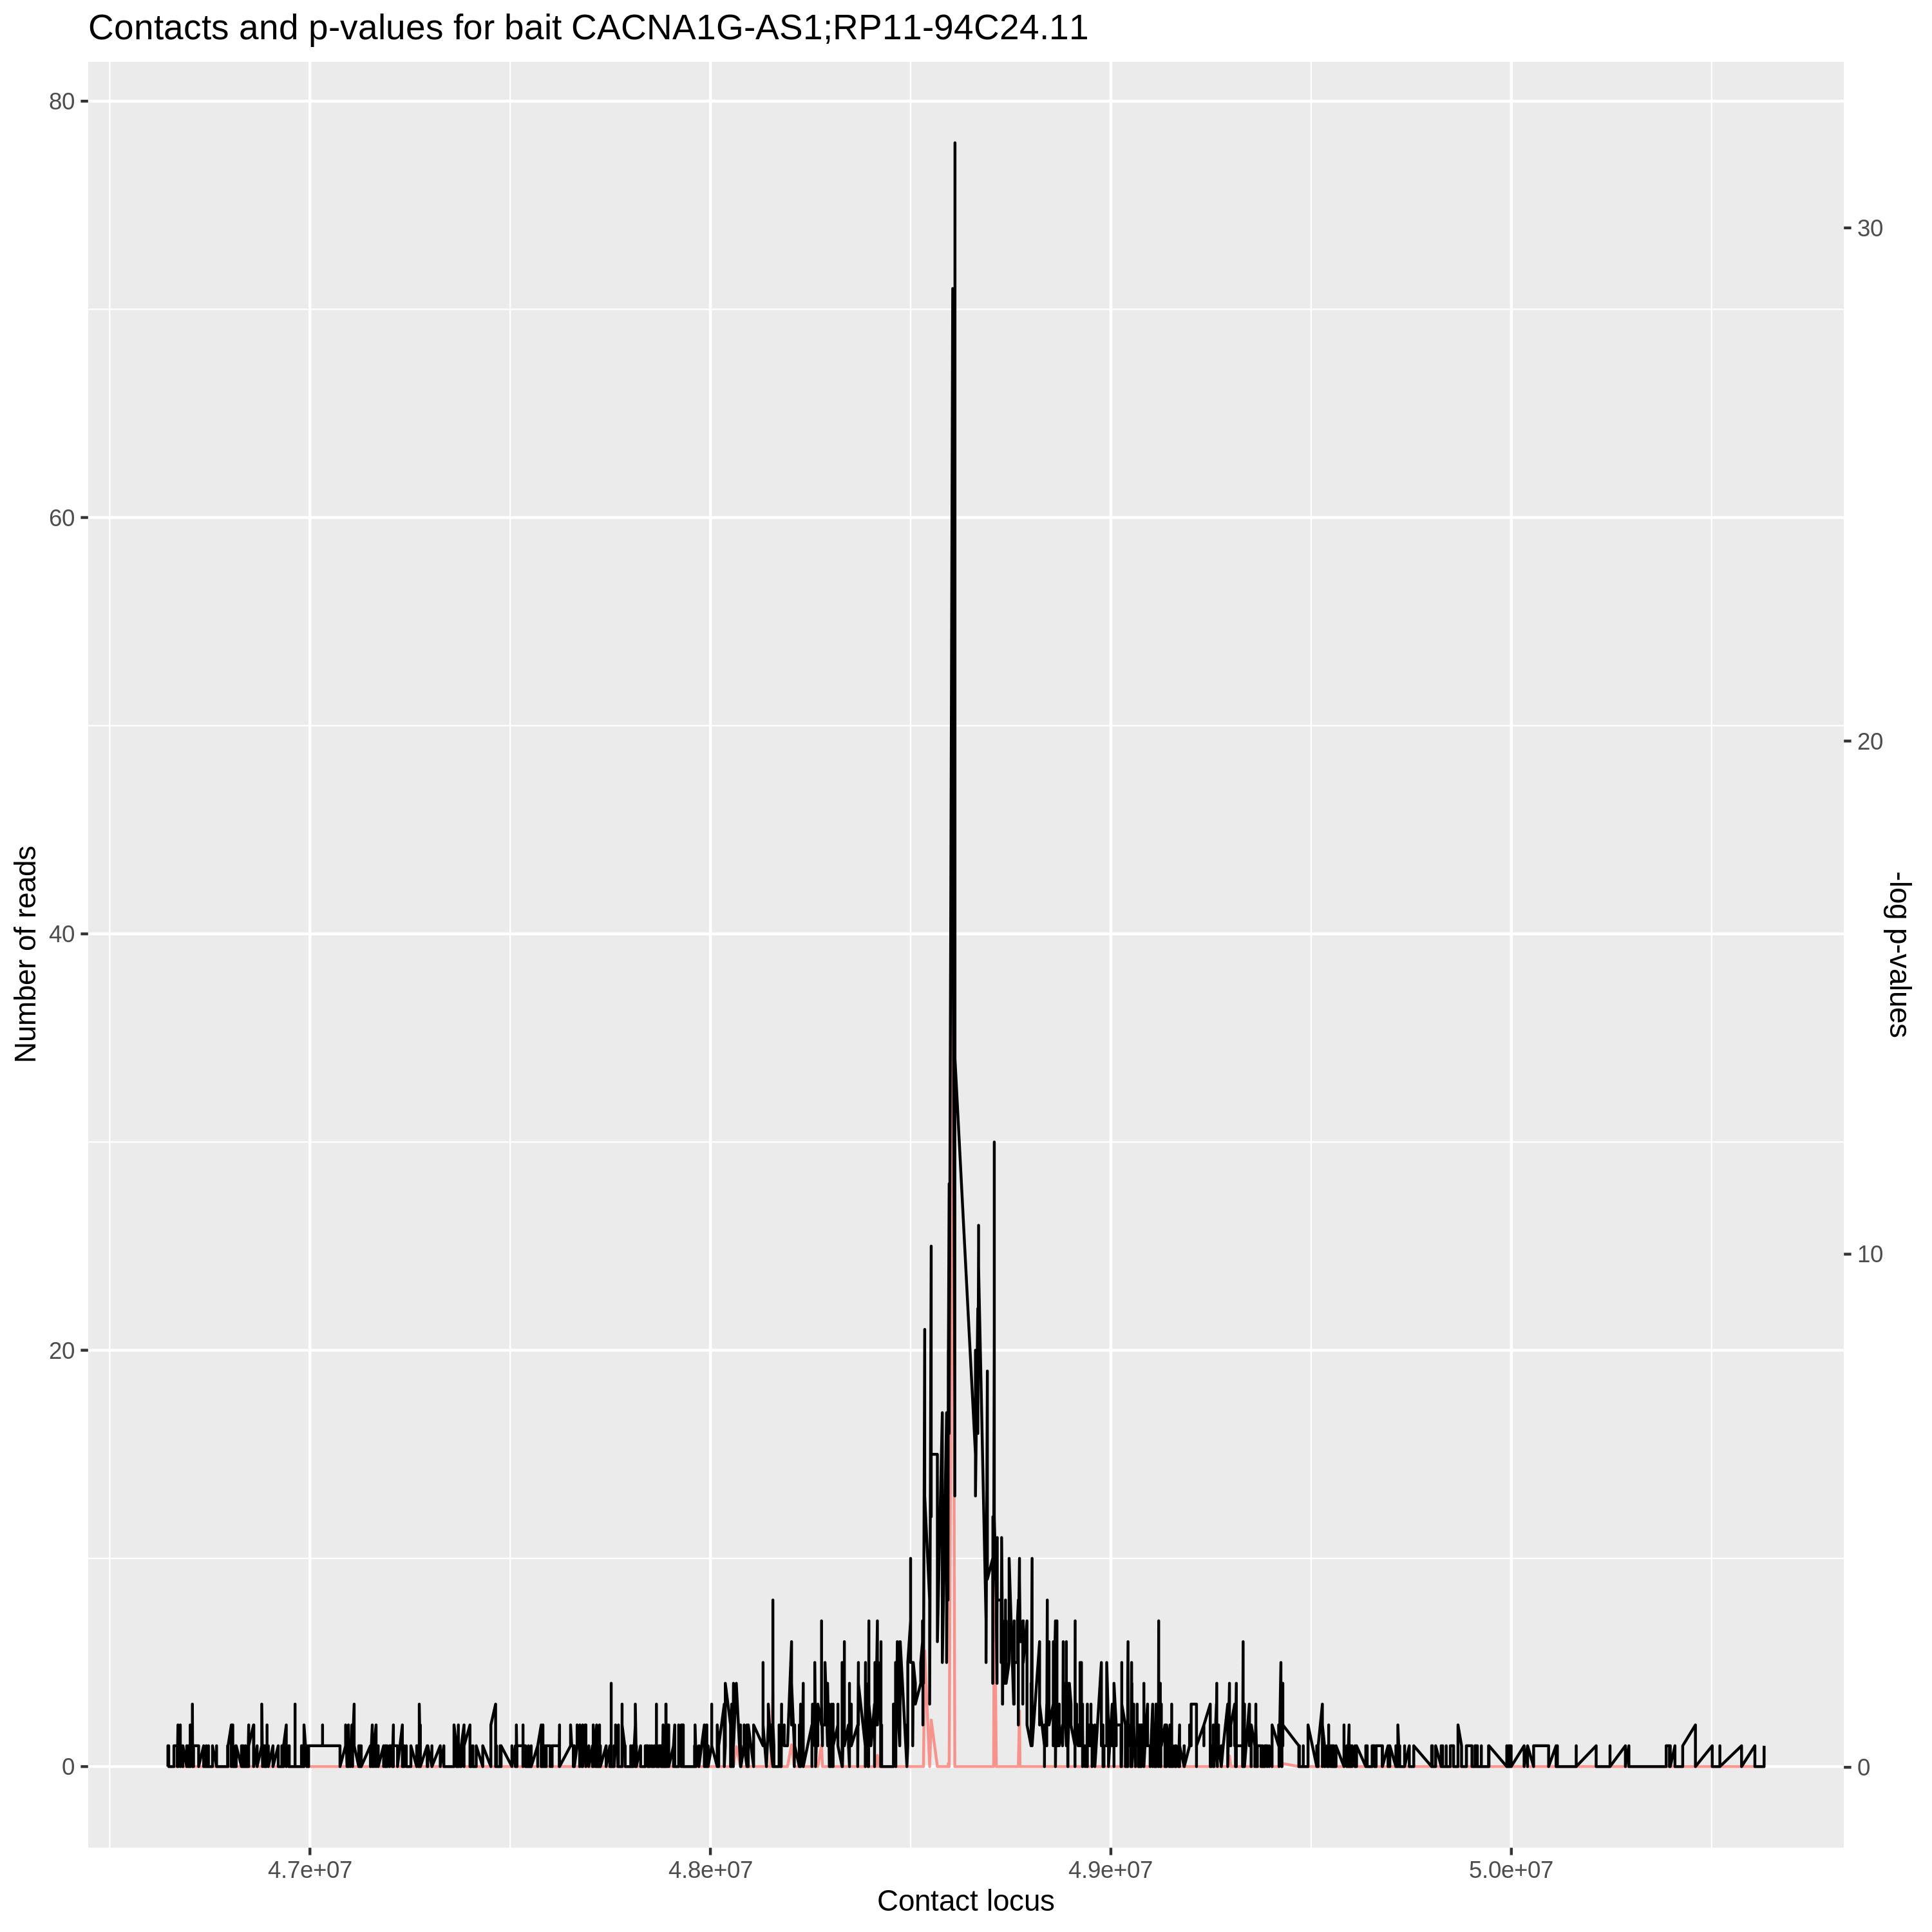 Contacts and p-values for bait CACNA1G-AS1;RP11-94C24.11
80
60
40
20
0
30
20
10
0
Number of reads
-log p-values
4.7e+07
4.8e+07
4.9e+07
5.0e+07
Contact locus